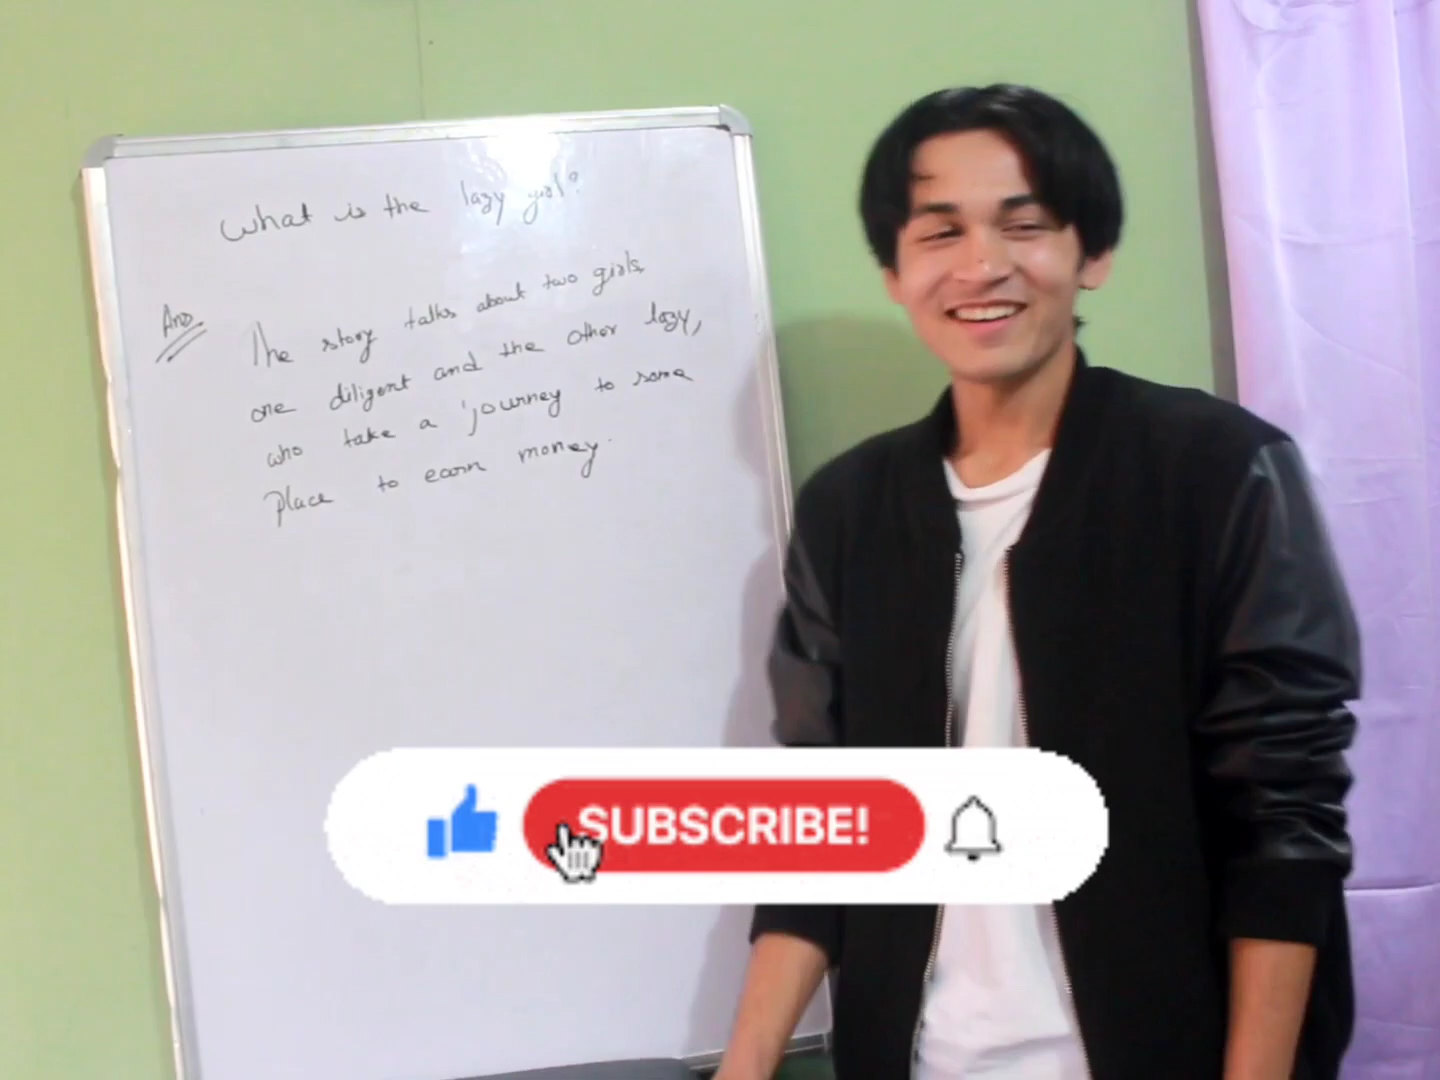 What is the lazy girl?
Ans
The story talks about two girls,
one diligent and the other lazy,
who take a journey to some
place to earn money.
SUBSCRIBE!